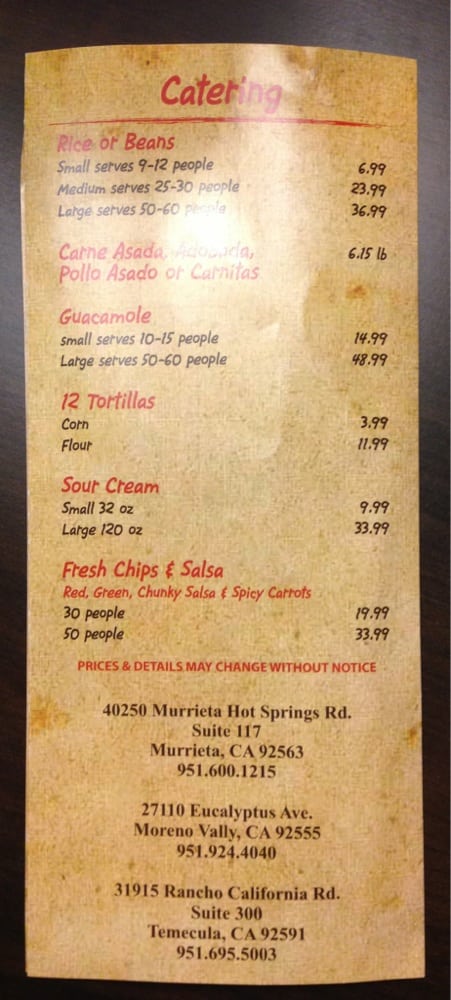 Catering
Rice or Beans
Small serves 9-12 people 6.99
Medium serves 25-30 people 23.99
Large serves 50-60 people 36.99
Carne Asada, Adobada, 6.15 lb
Pollo Asado or Carnitas
Guacamole
small serves 10-15 people 14.99
Large serves 50-60 people 48.99
12 Tortillas
Corn 3.99
Flour 11.99
Sour Cream
Small 32 oz 9.99
Large 120 oz 33.99
Fresh Chips & Salsa
Red, Green, Chunky Salsa & Spicy Carrots
30 people 19.99
50 people 33.99
PRICES & DETAILS MAY CHANGE WITHOUT NOTICE
40250 Murrieta Hot Springs Rd.
Suite 117
Murrieta, CA 92563
951.600.1215
27110 Eucalyptus Ave.
Moreno Vally, CA 92555
951.924.4040
31915 Rancho California Rd.
Suite 300
Temecula, CA 92591
951.695.5003